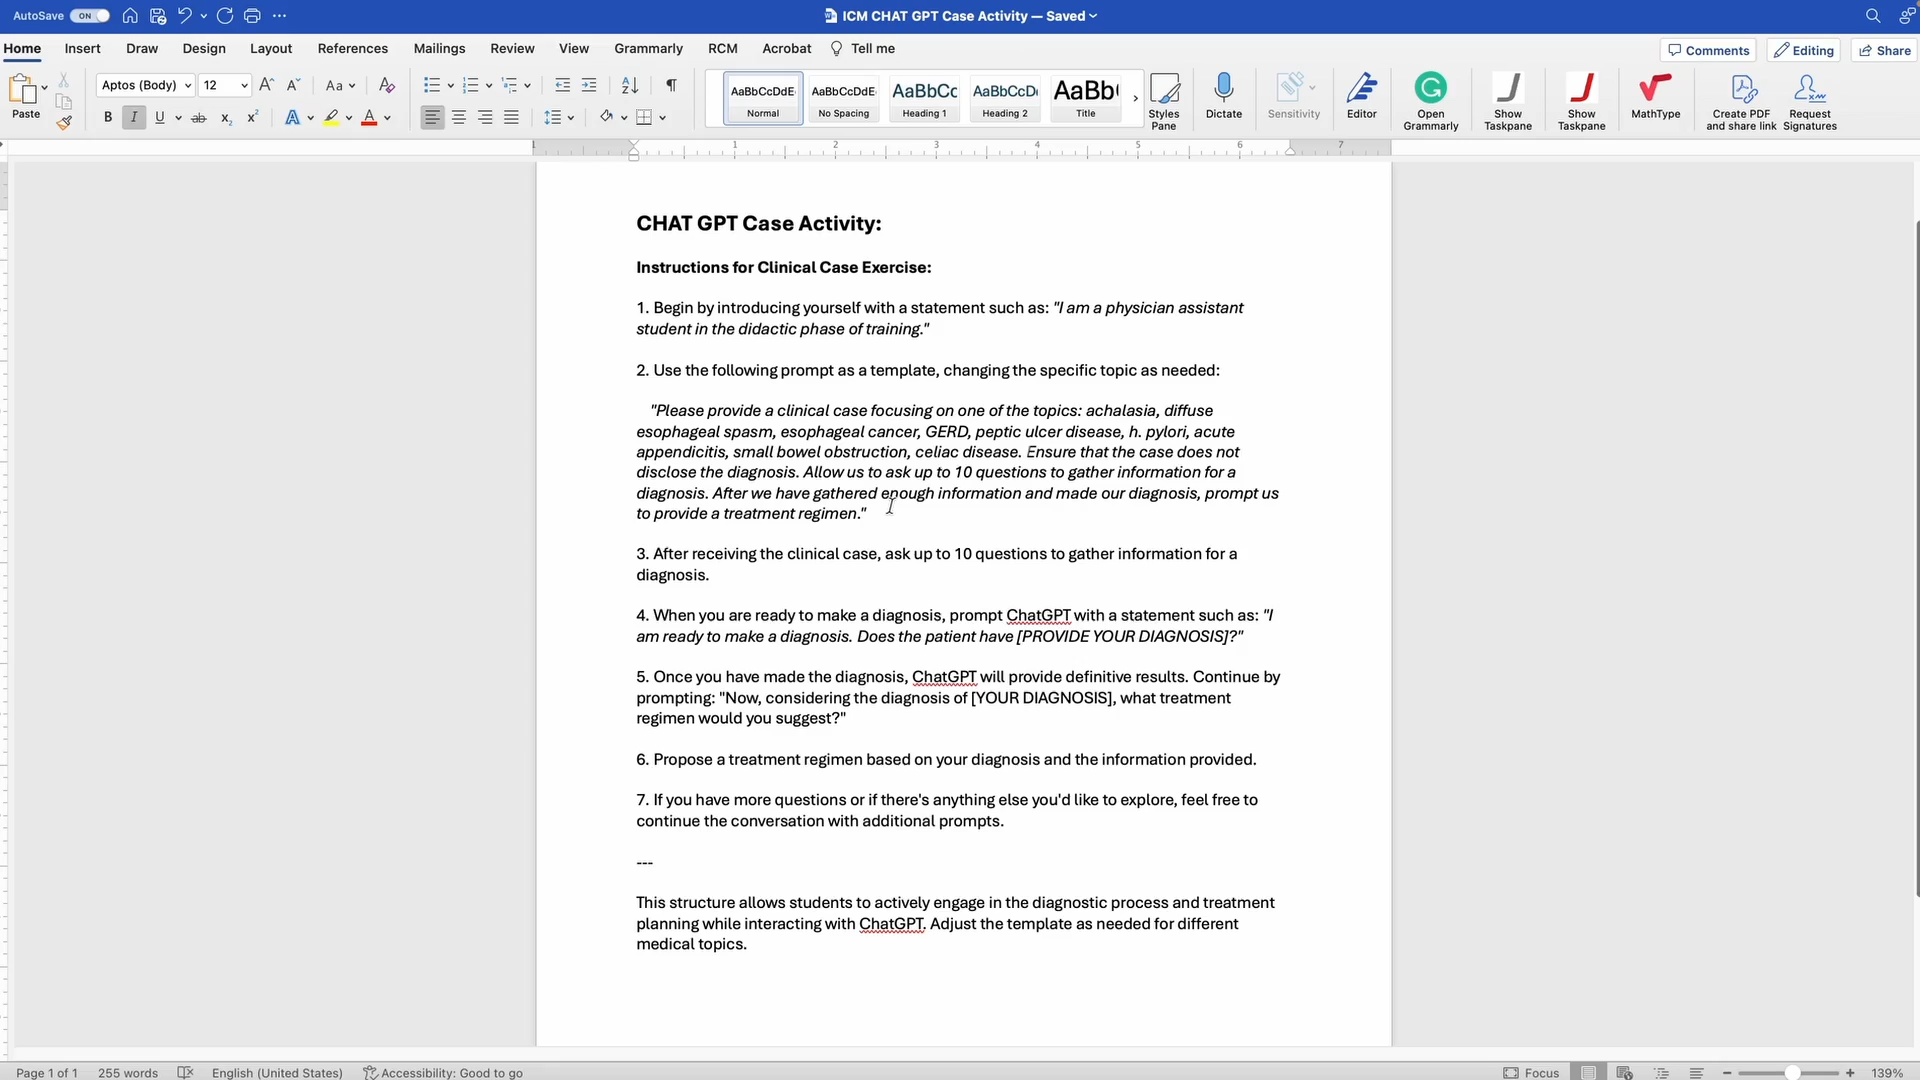 AutoSave ON
ICM CHAT GPT Case Activity — Saved
Home Insert Draw Design Layout References Mailings Review View Grammarly RCM Acrobat Tell me
Comments Editing Share
Paste
Aptos (Body) 12
AaBbCcDdE Normal
AaBbCcDdE No Spacing
AaBbCc Heading 1
AaBbCcDc Heading 2
AaBb Title
Styles Pane
Dictate
Sensitivity
Editor
Open Grammarly
Show Taskpane
Show Taskpane
MathType
Create PDF and share link
Request Signatures
1 1 2 3 4 5 6 7
CHAT GPT Case Activity:
Instructions for Clinical Case Exercise:
1. Begin by introducing yourself with a statement such as: "I am a physician assistant
student in the didactic phase of training."
2. Use the following prompt as a template, changing the specific topic as needed:
"Please provide a clinical case focusing on one of the topics: achalasia, diffuse
esophageal spasm, esophageal cancer, GERD, peptic ulcer disease, h. pylori, acute
appendicitis, small bowel obstruction, celiac disease. Ensure that the case does not
disclose the diagnosis. Allow us to ask up to 10 questions to gather information for a
diagnosis. After we have gathered enough information and made our diagnosis, prompt us
to provide a treatment regimen."
3. After receiving the clinical case, ask up to 10 questions to gather information for a
diagnosis.
4. When you are ready to make a diagnosis, prompt ChatGPT with a statement such as: "I
am ready to make a diagnosis. Does the patient have [PROVIDE YOUR DIAGNOSIS]?"
5. Once you have made the diagnosis, ChatGPT will provide definitive results. Continue by
prompting: "Now, considering the diagnosis of [YOUR DIAGNOSIS], what treatment
regimen would you suggest?"
6. Propose a treatment regimen based on your diagnosis and the information provided.
7. If you have more questions or if there's anything else you'd like to explore, feel free to
continue the conversation with additional prompts.
---
This structure allows students to actively engage in the diagnostic process and treatment
planning while interacting with ChatGPT. Adjust the template as needed for different
medical topics.
Page 1 of 1 255 words English (United States) Accessibility: Good to go Focus 139%